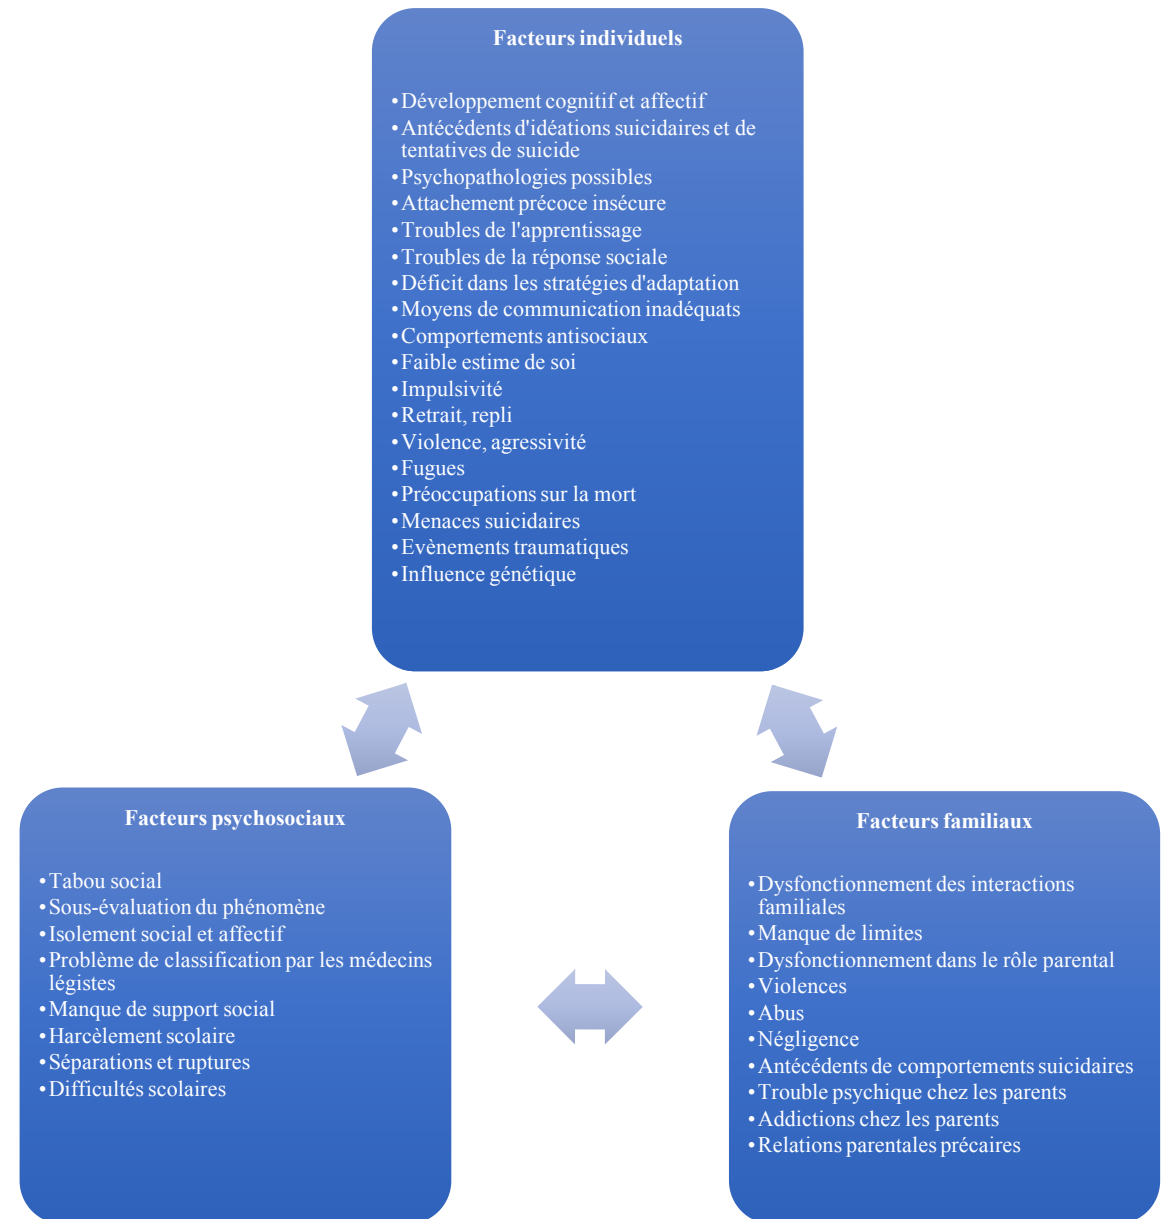 Facteurs individuels
•Développement cognitif et affectif
•Antécédents d'idéations suicidaires et de
tentatives de suicide
•Psychopathologies possibles
•Attachement précoce insécure
•Troubles de l'apprentissage
•Troubles de la réponse sociale
•Déficit dans les stratégies d'adaptation
•Moyens de communication inadéquats
•Comportements antisociaux
•Faible estime de soi
•Impulsivité
•Retrait, repli
•Violence, agressivité
•Fugues
•Préoccupations sur la mort
•Menaces suicidaires
•Evènements traumatiques
•Influence génétique
Facteurs psychosociaux
•Tabou social
•Sous-évaluation du phénomène
•Isolement social et affectif
•Problème de classification par les médecins
légistes
•Manque de support social
•Harcèlement scolaire
•Séparations et ruptures
•Difficultés scolaires
Facteurs familiaux
•Dysfonctionnement des interactions
familiales
•Manque de limites
•Dysfonctionnement dans le rôle parental
•Violences
•Abus
•Négligence
•Antécédents de comportements suicidaires
•Trouble psychique chez les parents
•Addictions chez les parents
•Relations parentales précaires